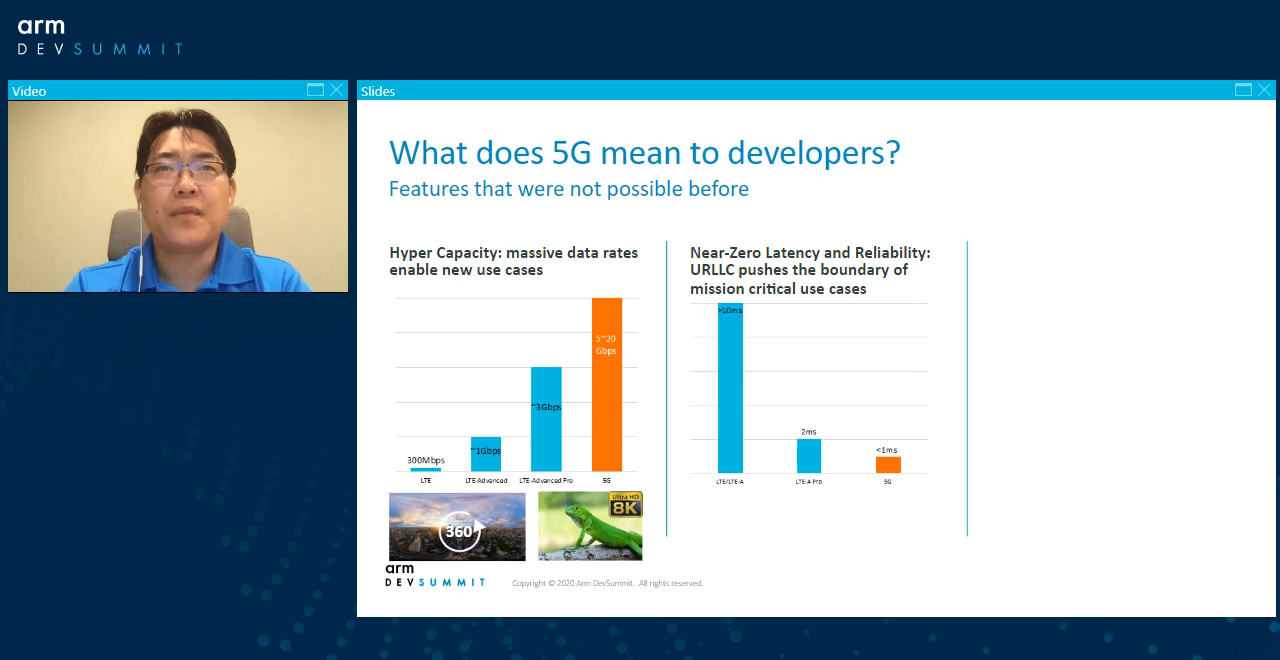 arm
DEVSUMMIT
Video
Slides
What does 5G mean to developers?
Features that were not possible before
Hyper Capacity: massive data rates
enable new use cases
5~20
Gbps
~3Gbps
~1Gbps
300Mbps
LTE
LTE-Advanced
LTE-Advanced Pro
5G
360
Ultra HD
8K
Near-Zero Latency and Reliability:
URLLC pushes the boundary of
mission critical use cases
>10ms
2ms
<1ms
LTE/LTE-A
LTE-A Pro
5G
arm
DEVSUMMIT
Copyright © 2020 Arm DevSummit. All rights reserved.